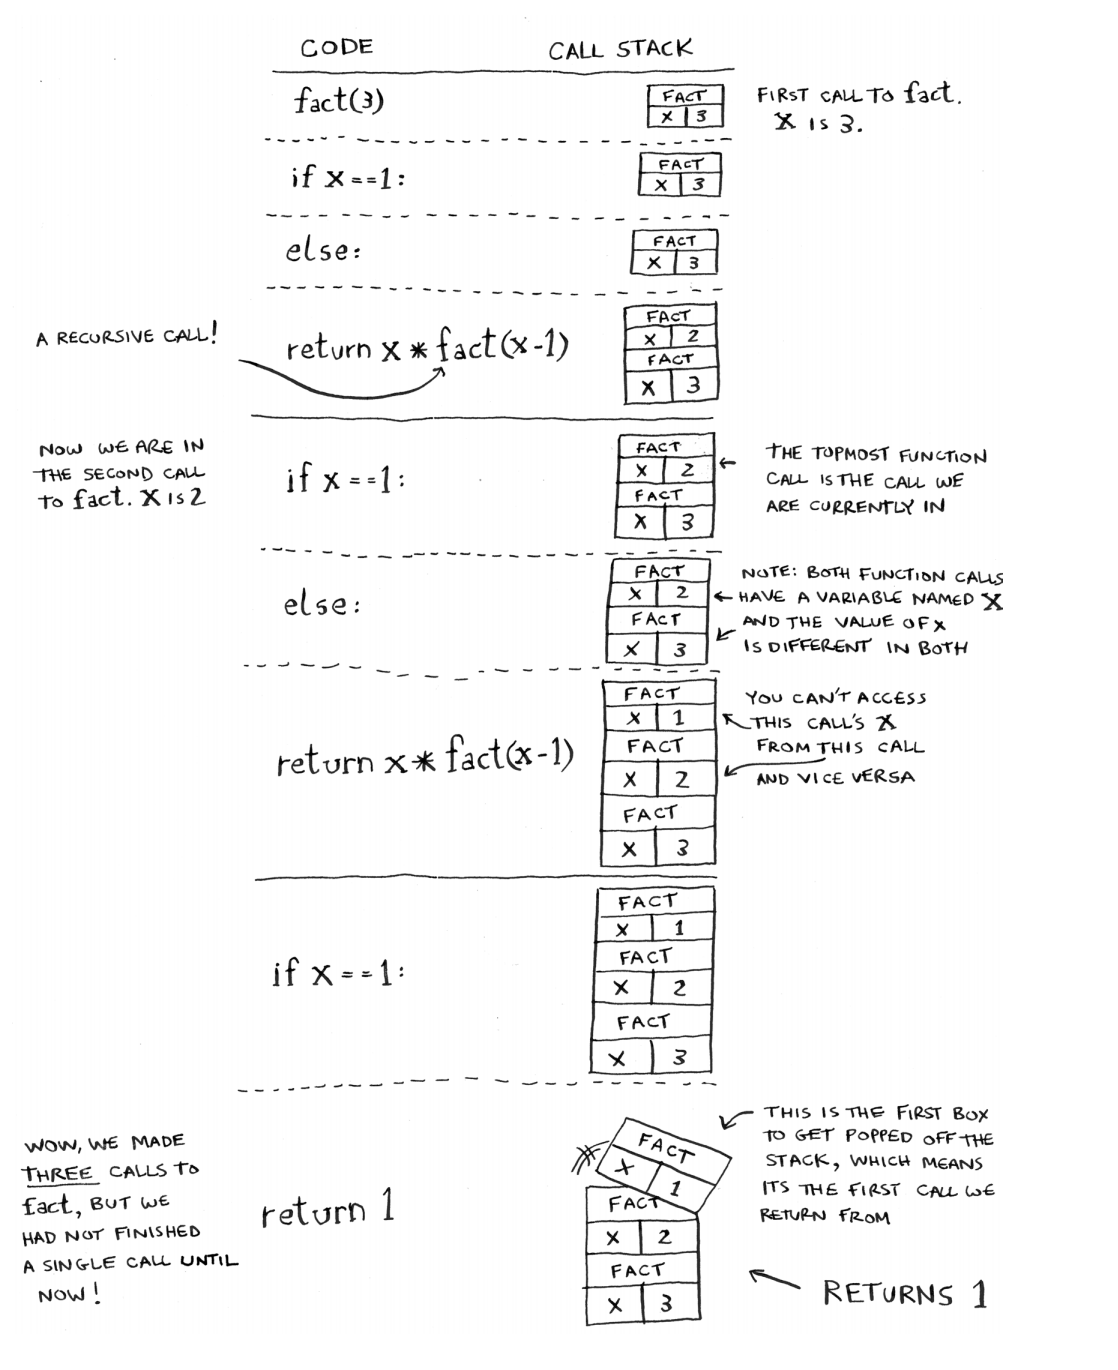 CODE CALL STACK
fact(3)
FACT
X 3
FIRST CALL TO fact.
X IS 3.
if x==1:
FACT
X 3
else:
FACT
X 3
A RECURSIVE CALL!
return x * fact(x-1)
FACT
X 2
FACT
X 3
NOW WE ARE IN
THE SECOND CALL
TO fact. X IS 2
if x==1:
FACT
X 2
FACT
X 3
THE TOPMOST FUNCTION
CALL IS THE CALL WE
ARE CURRENTLY IN
else:
FACT
X 2
FACT
X 3
NOTE: BOTH FUNCTION CALLS
HAVE A VARIABLE NAMED X
AND THE VALUE OF X
IS DIFFERENT IN BOTH
return x * fact(x-1)
FACT
X 1
FACT
X 2
FACT
X 3
YOU CAN'T ACCESS
THIS CALL'S X
FROM THIS CALL
AND VICE VERSA
if x==1:
FACT
X 1
FACT
X 2
FACT
X 3
WOW, WE MADE
THREE CALLS TO
fact, BUT WE
HAD NOT FINISHED
A SINGLE CALL UNTIL
NOW!
return 1
FACT
X 1
FACT
X 2
FACT
X 3
THIS IS THE FIRST BOX
TO GET POPPED OFF THE
STACK, WHICH MEANS
ITS THE FIRST CALL WE
RETURN FROM
RETURNS 1